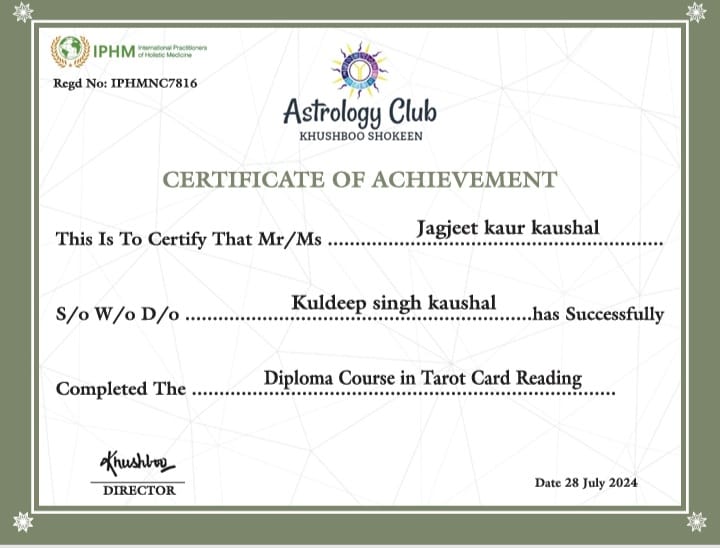 IPHM International Practitioners
of Holistic Medicine
Regd No: IPHMNC7816
Astrology Club
KHUSHBOO SHOKEEN
CERTIFICATE OF ACHIEVEMENT
This Is To Certify That Mr/Ms Jagjeet kaur kaushal
S/o W/o D/o Kuldeep singh kaushal has Successfully
Completed The Diploma Course in Tarot Card Reading
Khushboo
DIRECTOR
Date 28 July 2024